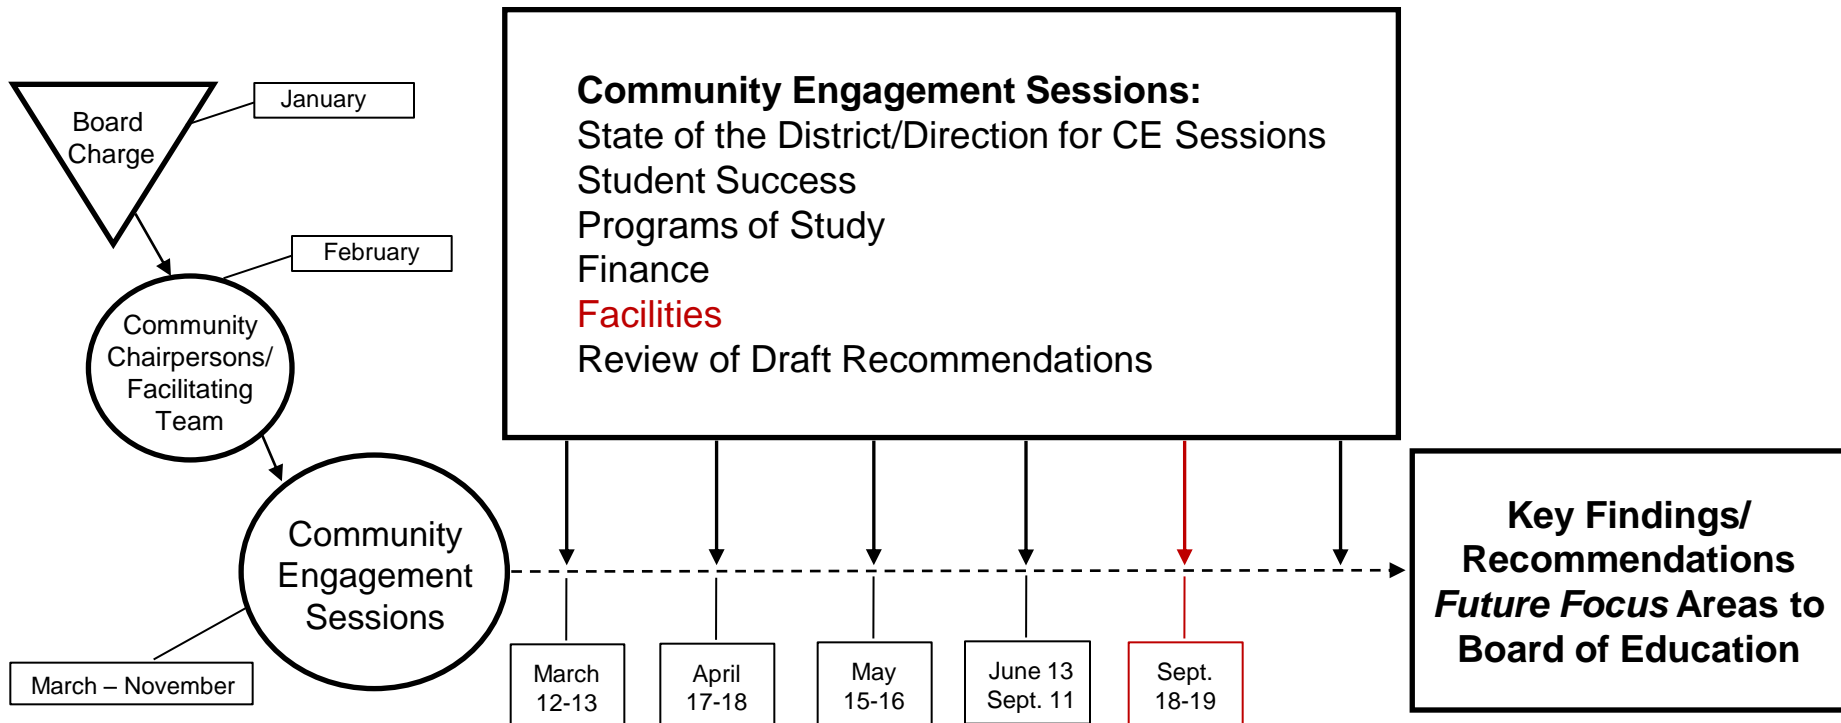 Board
Charge
January
February
Community
Chairpersons/
Facilitating
Team
Community
Engagement
Sessions
March – November
Community Engagement Sessions:
State of the District/Direction for CE Sessions
Student Success
Programs of Study
Finance
Facilities
Review of Draft Recommendations
March
12-13
April
17-18
May
15-16
June 13
Sept. 11
Sept.
18-19
Key Findings/
Recommendations
Future Focus Areas to
Board of Education